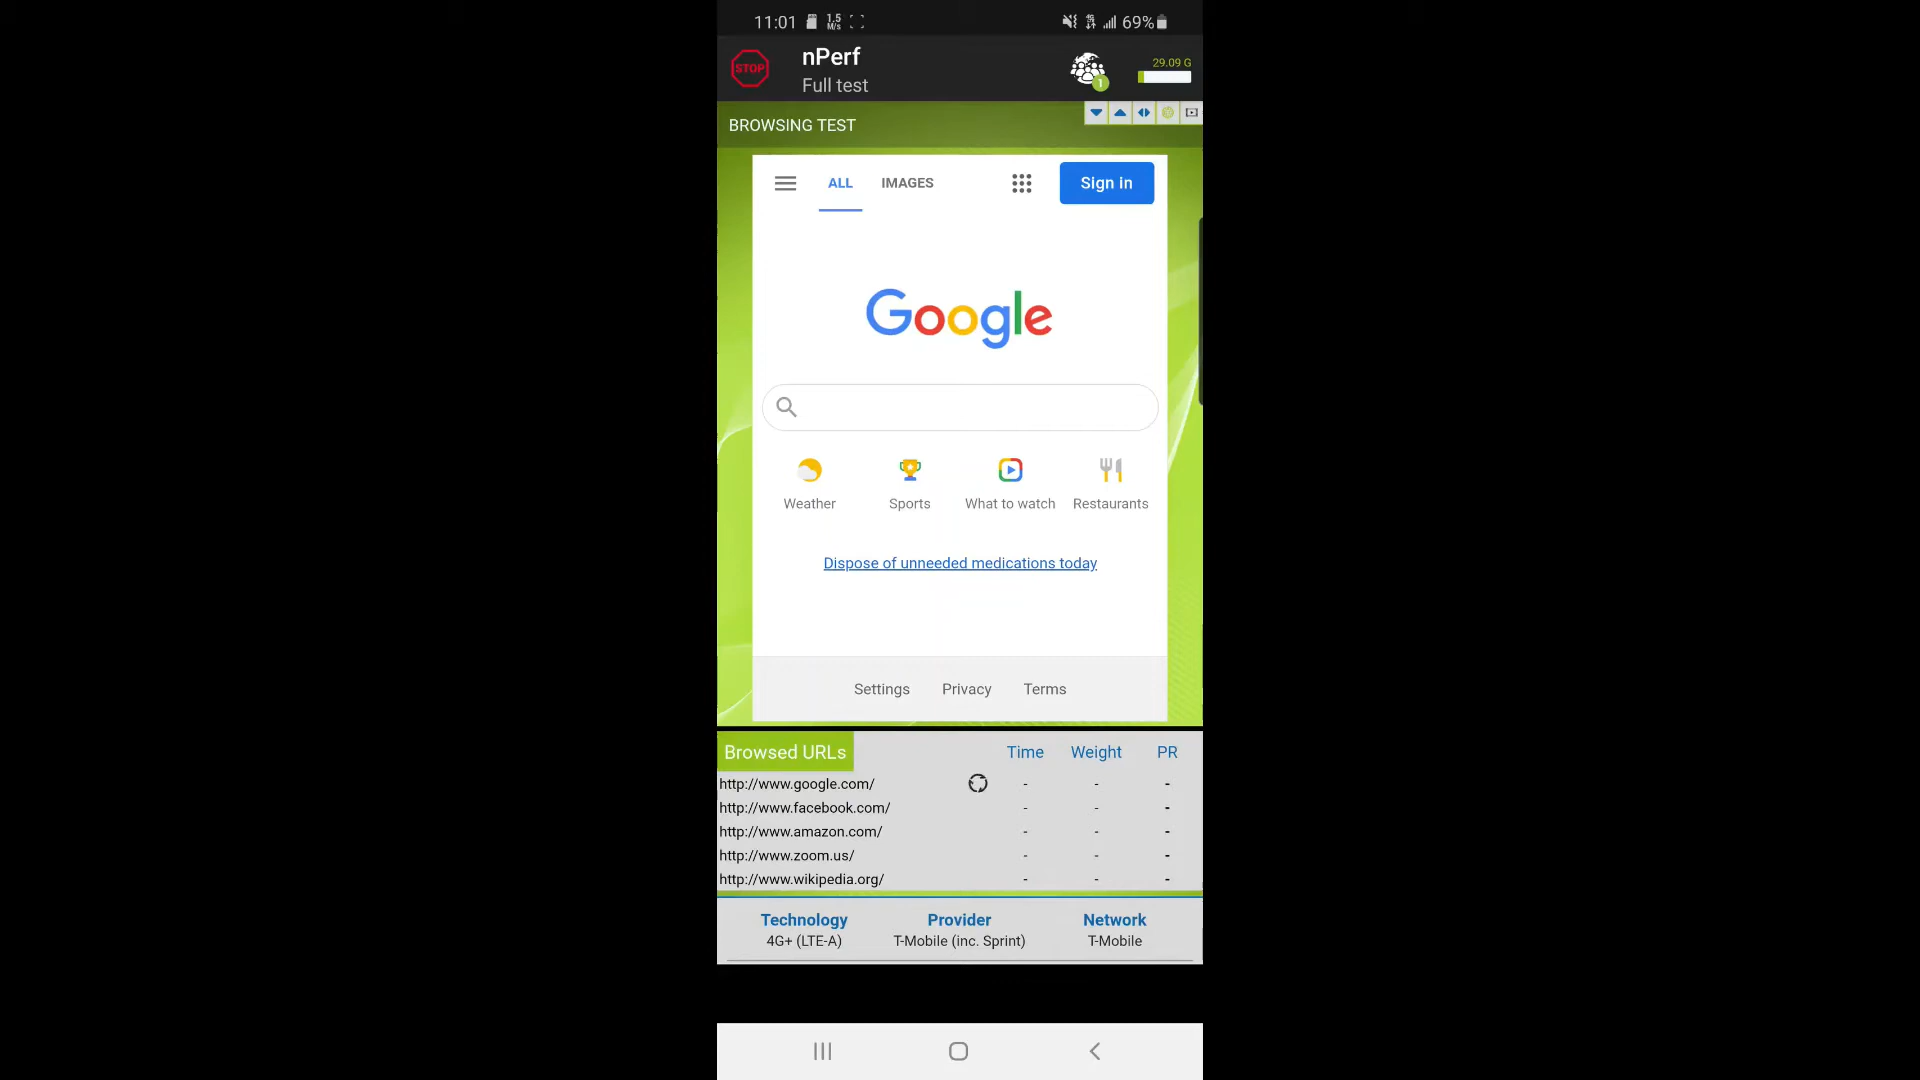 11:01 1.5 M/s 69%
STOP nPerf
Full test
1
29.09 G
BROWSING TEST
ALL IMAGES Sign in
Google
Weather Sports What to watch Restaurants
Dispose of unneeded medications today
Settings Privacy Terms
Browsed URLs Time Weight PR
http://www.google.com/ - - -
http://www.facebook.com/ - - -
http://www.amazon.com/ - - -
http://www.zoom.us/ - - -
http://www.wikipedia.org/ - - -
Technology Provider Network
4G+ (LTE-A) T-Mobile (inc. Sprint) T-Mobile